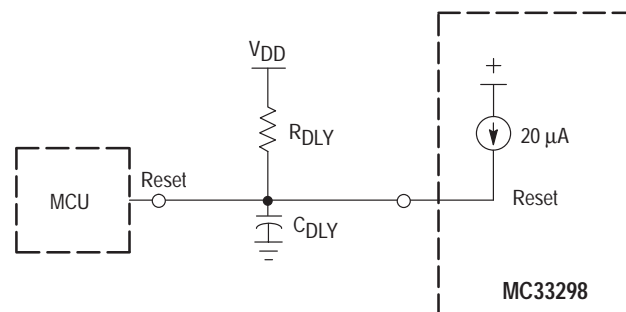 VDD
+
RDLY
20 µA
MCU
Reset
Reset
CDLY
MC33298